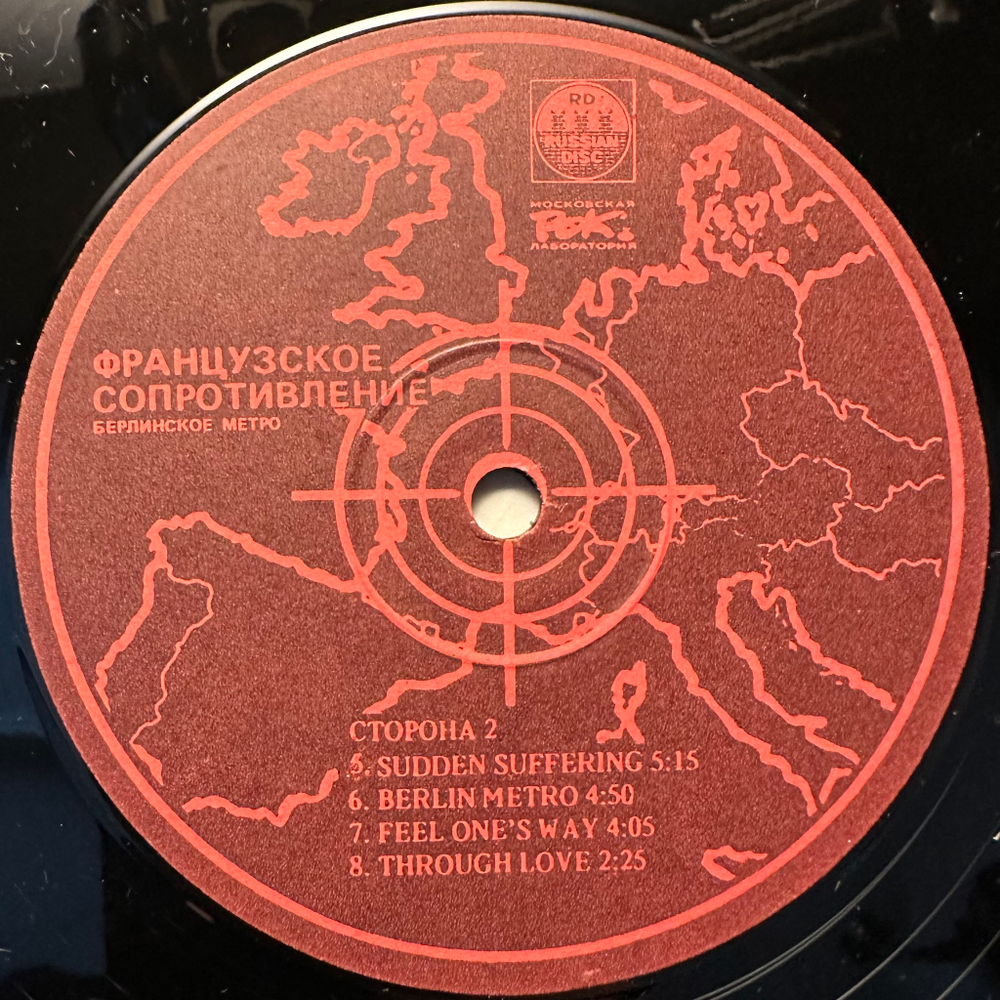 RD
RUSSIAN
DISC
МОСКОВСКАЯ
РОК
ЛАБОРАТОРИЯ
ФРАНЦУЗСКОЕ
СОПРОТИВЛЕНИЕ
БЕРЛИНСКОЕ МЕТРО
СТОРОНА 2
5. SUDDEN SUFFERING 5:15
6. BERLIN METRO 4:50
7. FEEL ONE'S WAY 4:05
8. THROUGH LOVE 2:25